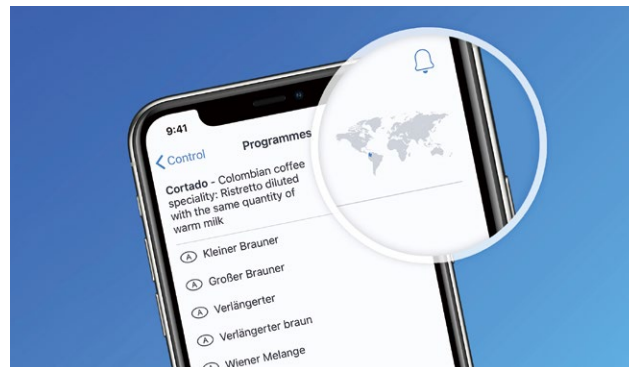 9:41
Control
Programmes
Cortado - Colombian coffee
speciality: Ristretto diluted
with the same quantity of
warm milk
A Kleiner Brauner
A Großer Brauner
A Verlängerter
A Verlängerter braun
A Wiener Melange